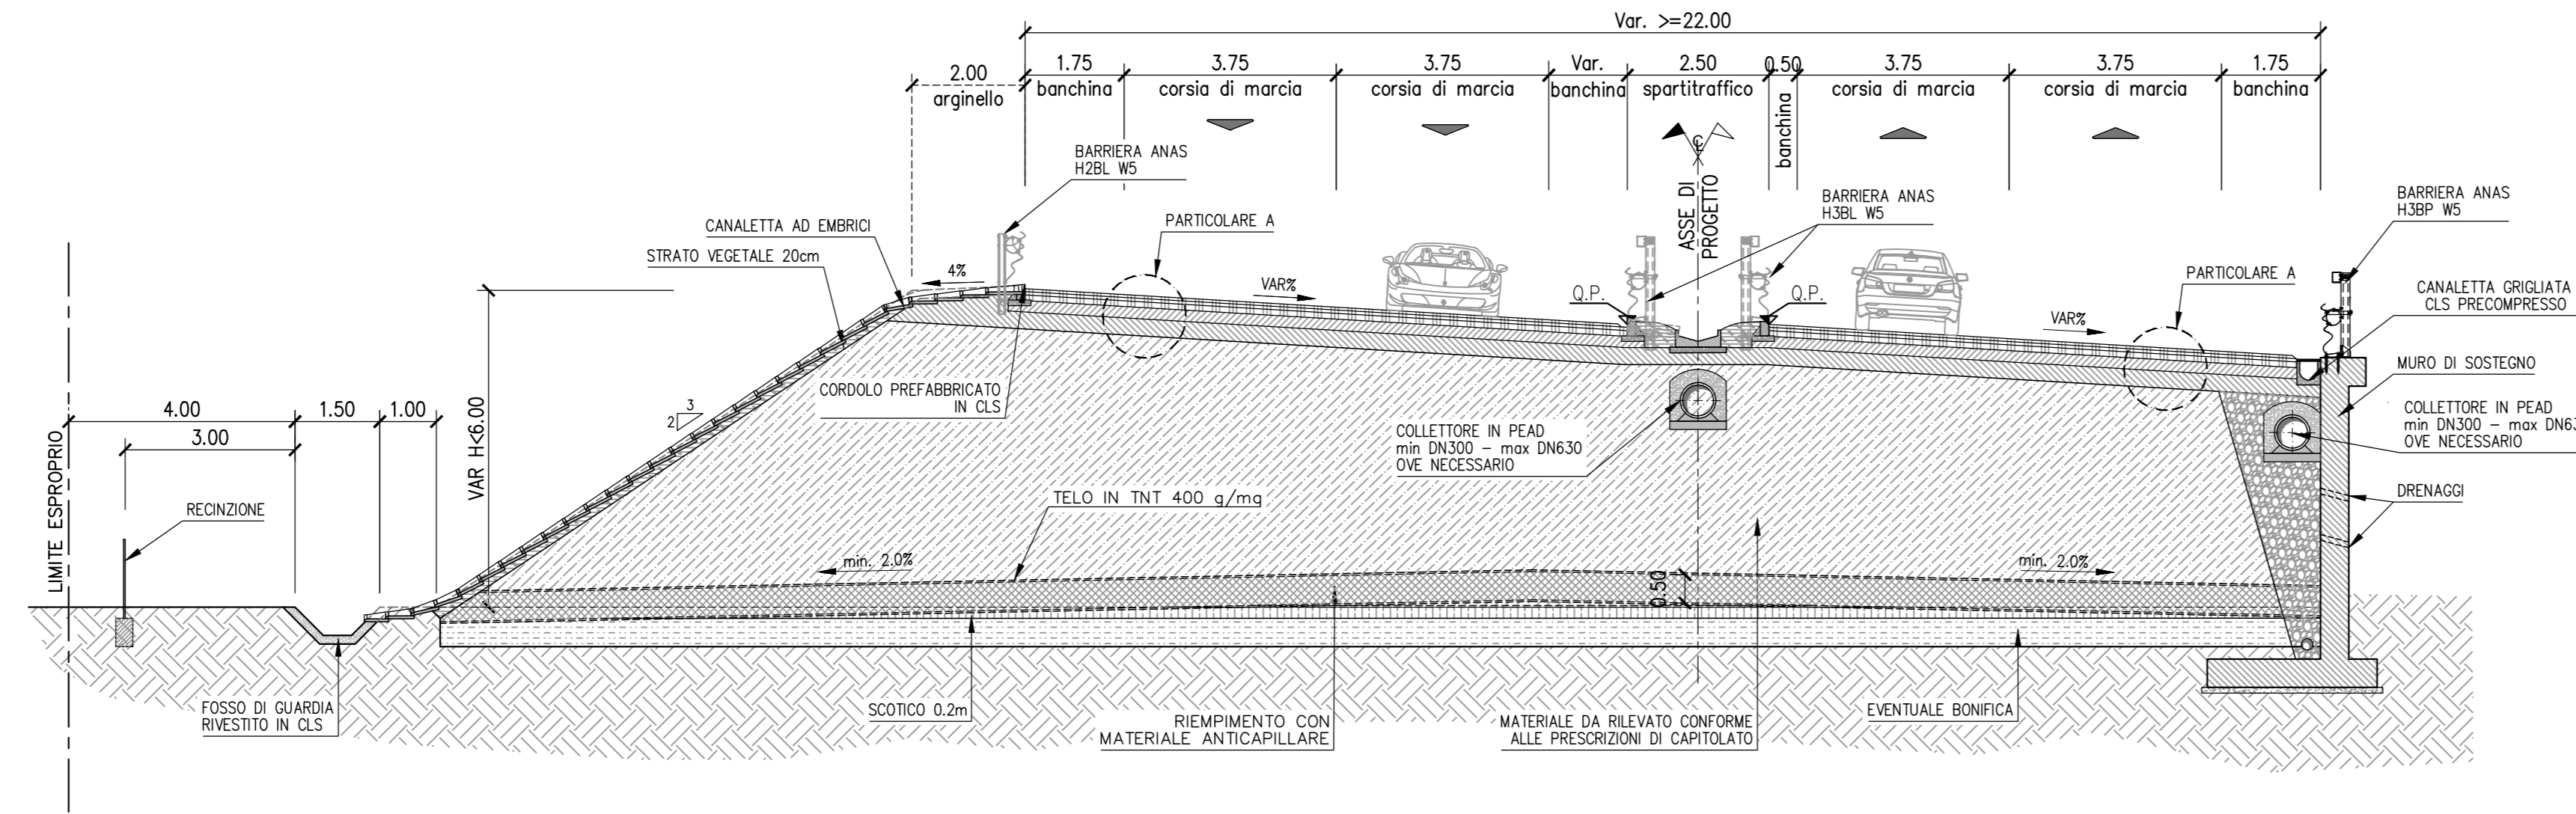 Var. >=22.00
2.00
1.75
3.75
3.75
Var.
2.50
0.50
3.75
3.75
1.75
arginello
banchina
corsia di marcia
corsia di marcia
banchina
spartitraffico
banchina
corsia di marcia
corsia di marcia
banchina
BARRIERA ANAS
H2BL W5
ASSE DI
PROGETTO
BARRIERA ANAS
H3BL W5
BARRIERA ANAS
H3BP W5
CANALETTA AD EMBRICI
PARTICOLARE A
STRATO VEGETALE 20cm
4%
VAR%
Q.P.
Q.P.
VAR%
PARTICOLARE A
CANALETTA GRIGLIATA
CLS PRECOMPRESSO
MURO DI SOSTEGNO
CORDOLO PREFABBRICATO
IN CLS
3
2
4.00
1.50
1.00
3.00
VAR H<6.00
LIMITE ESPROPRIO
COLLETTORE IN PEAD
min DN300 – max DN630
OVE NECESSARIO
COLLETTORE IN PEAD
min DN300 – max
OVE NECESSARIO
RECINZIONE
TELO IN TNT 400 g/mq
DRENAGGI
min. 2.0%
0.50
min. 2.0%
FOSSO DI GUARDIA
RIVESTITO IN CLS
SCOTICO 0.2m
RIEMPIMENTO CON
MATERIALE ANTICAPILLARE
MATERIALE DA RILEVATO CONFORME
ALLE PRESCRIZIONI DI CAPITOLATO
EVENTUALE BONIFICA